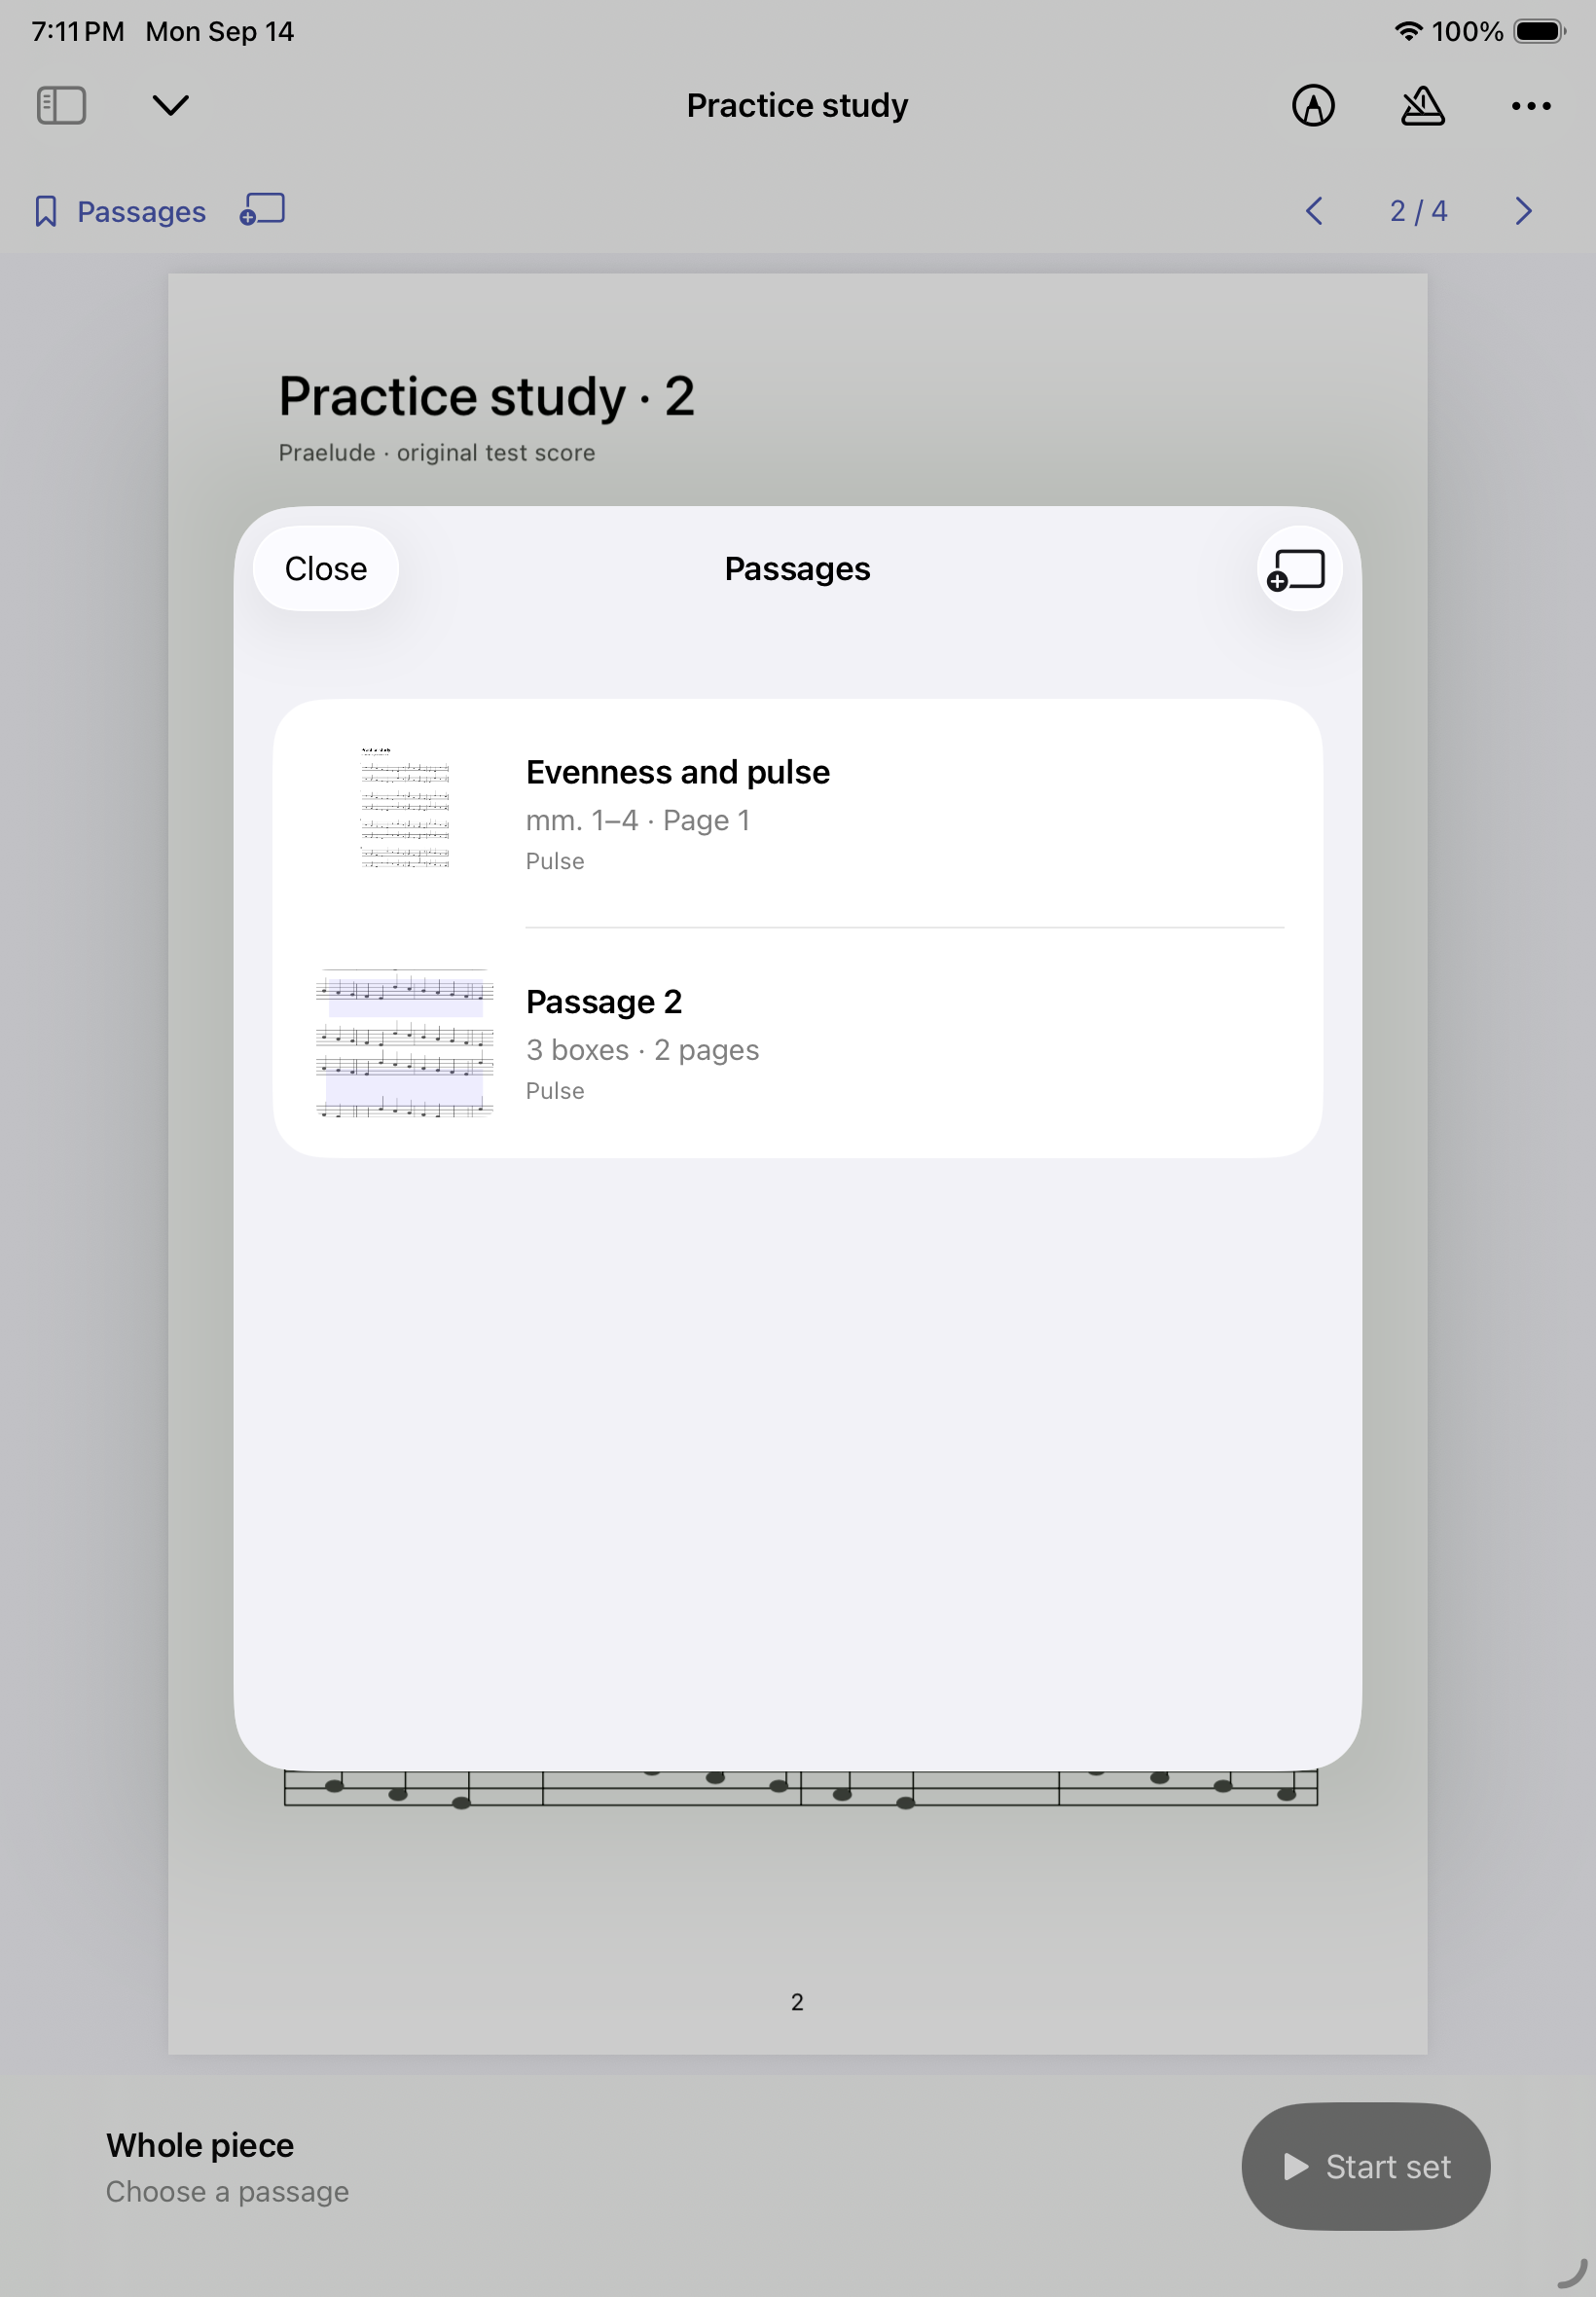 7:11 PM Mon Sep 14
100%
Practice study
Passages
2 / 4
Practice study · 2
Praelude · original test score
Close
Passages
Evenness and pulse
mm. 1–4 · Page 1
Pulse
Passage 2
3 boxes · 2 pages
Pulse
2
Whole piece
Choose a passage
Start set